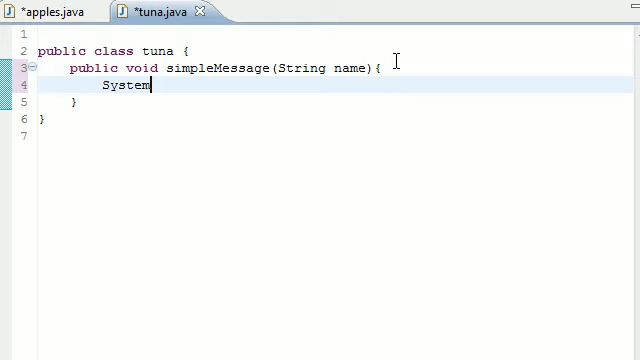 *apples.java *tuna.java
1
2 public class tuna {
3 public void simpleMessage(String name){
4 System
5 }
6 }
7